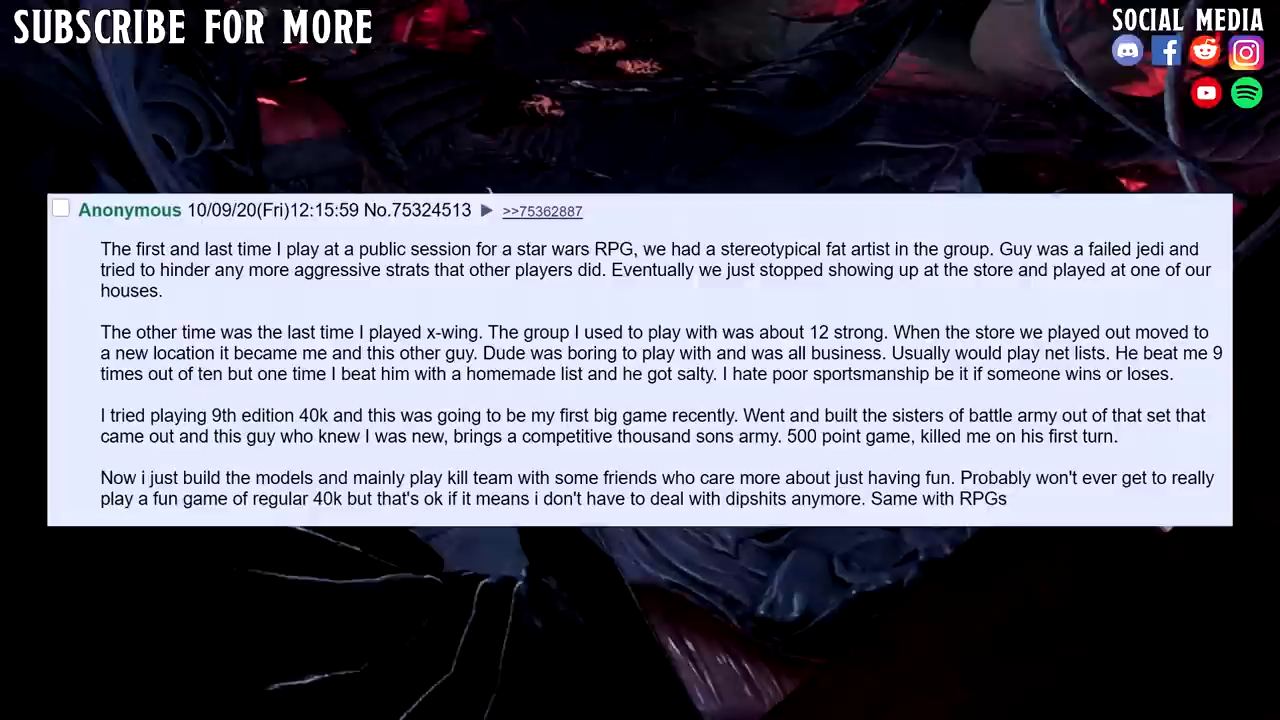 SUBSCRIBE FOR MORE
SOCIAL MEDIA
Anonymous 10/09/20(Fri)12:15:59 No.75324513 ▶ >>75362887
The first and last time I play at a public session for a star wars RPG, we had a stereotypical fat artist in the group. Guy was a failed jedi and
tried to hinder any more aggressive strats that other players did. Eventually we just stopped showing up at the store and played at one of our
houses.
The other time was the last time I played x-wing. The group I used to play with was about 12 strong. When the store we played out moved to
a new location it became me and this other guy. Dude was boring to play with and was all business. Usually would play net lists. He beat me 9
times out of ten but one time I beat him with a homemade list and he got salty. I hate poor sportsmanship be it if someone wins or loses.
I tried playing 9th edition 40k and this was going to be my first big game recently. Went and built the sisters of battle army out of that set that
came out and this guy who knew I was new, brings a competitive thousand sons army. 500 point game, killed me on his first turn.
Now i just build the models and mainly play kill team with some friends who care more about just having fun. Probably won't ever get to really
play a fun game of regular 40k but that's ok if it means i don't have to deal with dipshits anymore. Same with RPGs